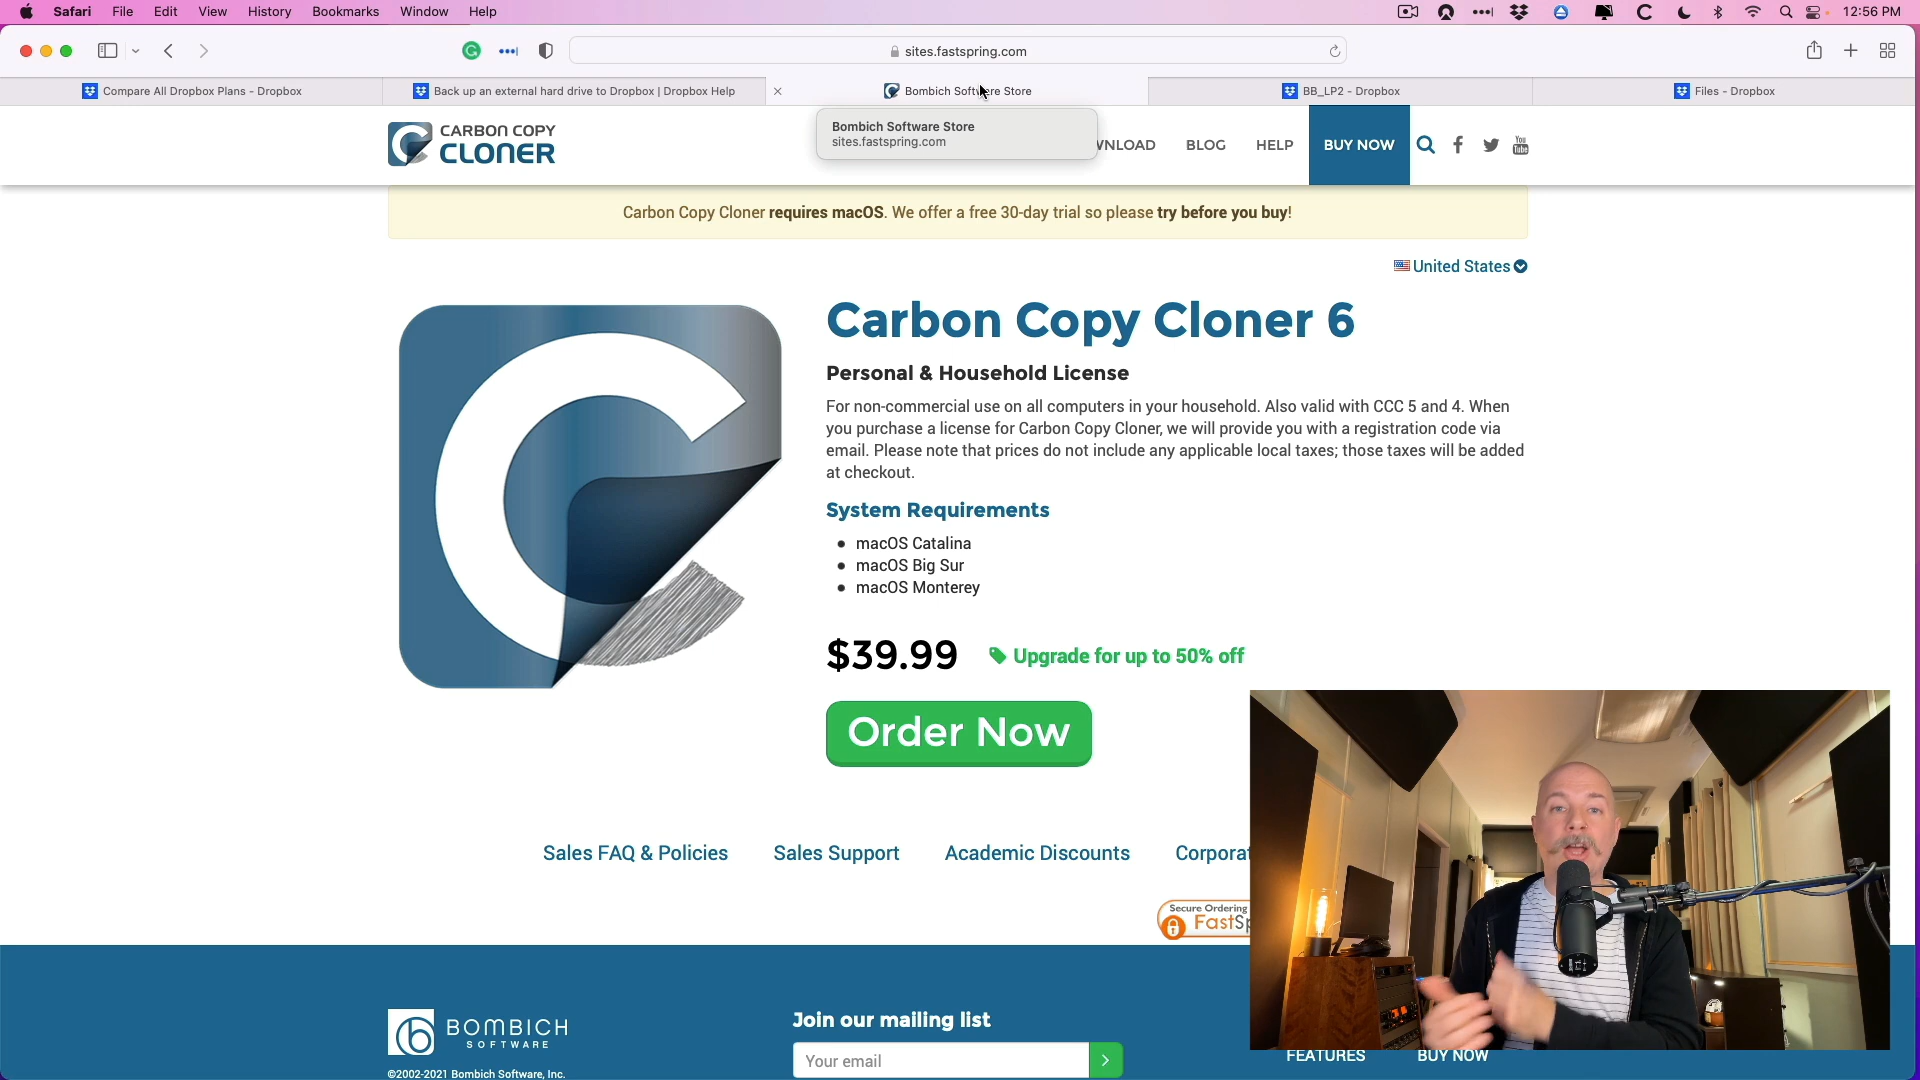 Safari File Edit View History Bookmarks Window Help
12:56 PM
sites.fastspring.com
Compare All Dropbox Plans - Dropbox
Back up an external hard drive to Dropbox | Dropbox Help
Bombich Software Store
BB_LP2 - Dropbox
Files - Dropbox
CARBON COPY
CLONER
Bombich Software Store
sites.fastspring.com
BLOG
HELP
BUY NOW
You
Tube
Carbon Copy Cloner requires macOS. We offer a free 30-day trial so please try before you buy!
United States
Carbon Copy Cloner 6
Personal & Household License
For non-commercial use on all computers in your household. Also valid with CCC 5 and 4. When
you purchase a license for Carbon Copy Cloner, we will provide you with a registration code via
email. Please note that prices do not include any applicable local taxes; those taxes will be added
at checkout.
System Requirements
• macOS Catalina
• macOS Big Sur
• macOS Monterey
$39.99
Upgrade for up to 50% off
Order Now
Sales FAQ & Policies
Sales Support
Academic Discounts
Secure Ordering
BOMBICH
SOFTWARE
©2002-2021 Bombich Software, Inc.
Join our mailing list
Your email
FEATURES
BUY NOW